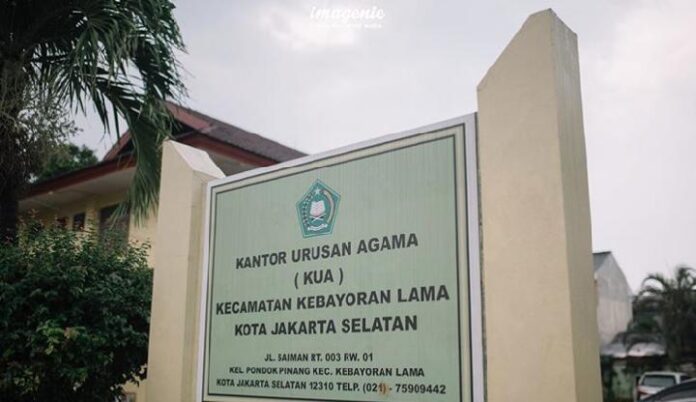 imagenic
KANTOR URUSAN AGAMA
( KUA )
KECAMATAN KEBAYORAN LAMA
KOTA JAKARTA SELATAN
JL. SAIMAN RT. 003 RW. 01
KEL. PONDOK PINANG KEC. KEBAYORAN LAMA
KOTA JAKARTA SELATAN 12310 TELP. (021) - 75909442